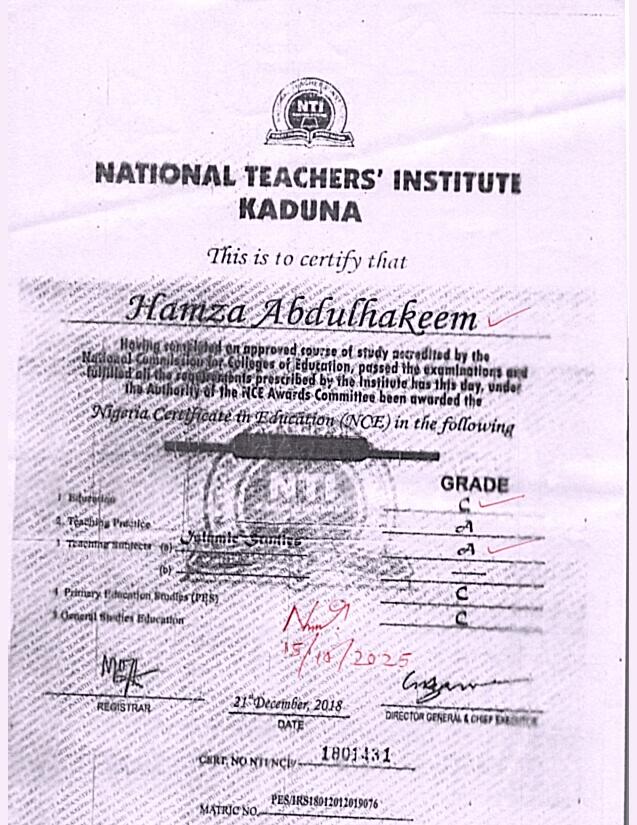 NTI
NATIONAL TEACHERS' INSTITUTE
KADUNA
This is to certify that
Hamza Abdulhakeem
Having completed an approved course of study accredited by the
National Commission for Colleges of Education, passed the examinations and
fulfilled all the requirements prescribed by the Institute has this day, under
the Authority of the NCE Awards Committee been awarded the
Nigeria Certificate in Education (NCE) in the following
NTI
GRADE
1 Education C
2. Teaching Practice A
3 Teaching Subjects (a) Islamic Studies A
(b)
4 Primary Education Studies (PES) C
5 General Studies Education C
15/10/2025
REGISTRAR
21st December, 2018
DATE
DIRECTOR GENERAL & CHIEF EXECUTIVE
CERT. NO NTI/NCE/ 1801431
MATRIC NO. PES/IRS18012012019076